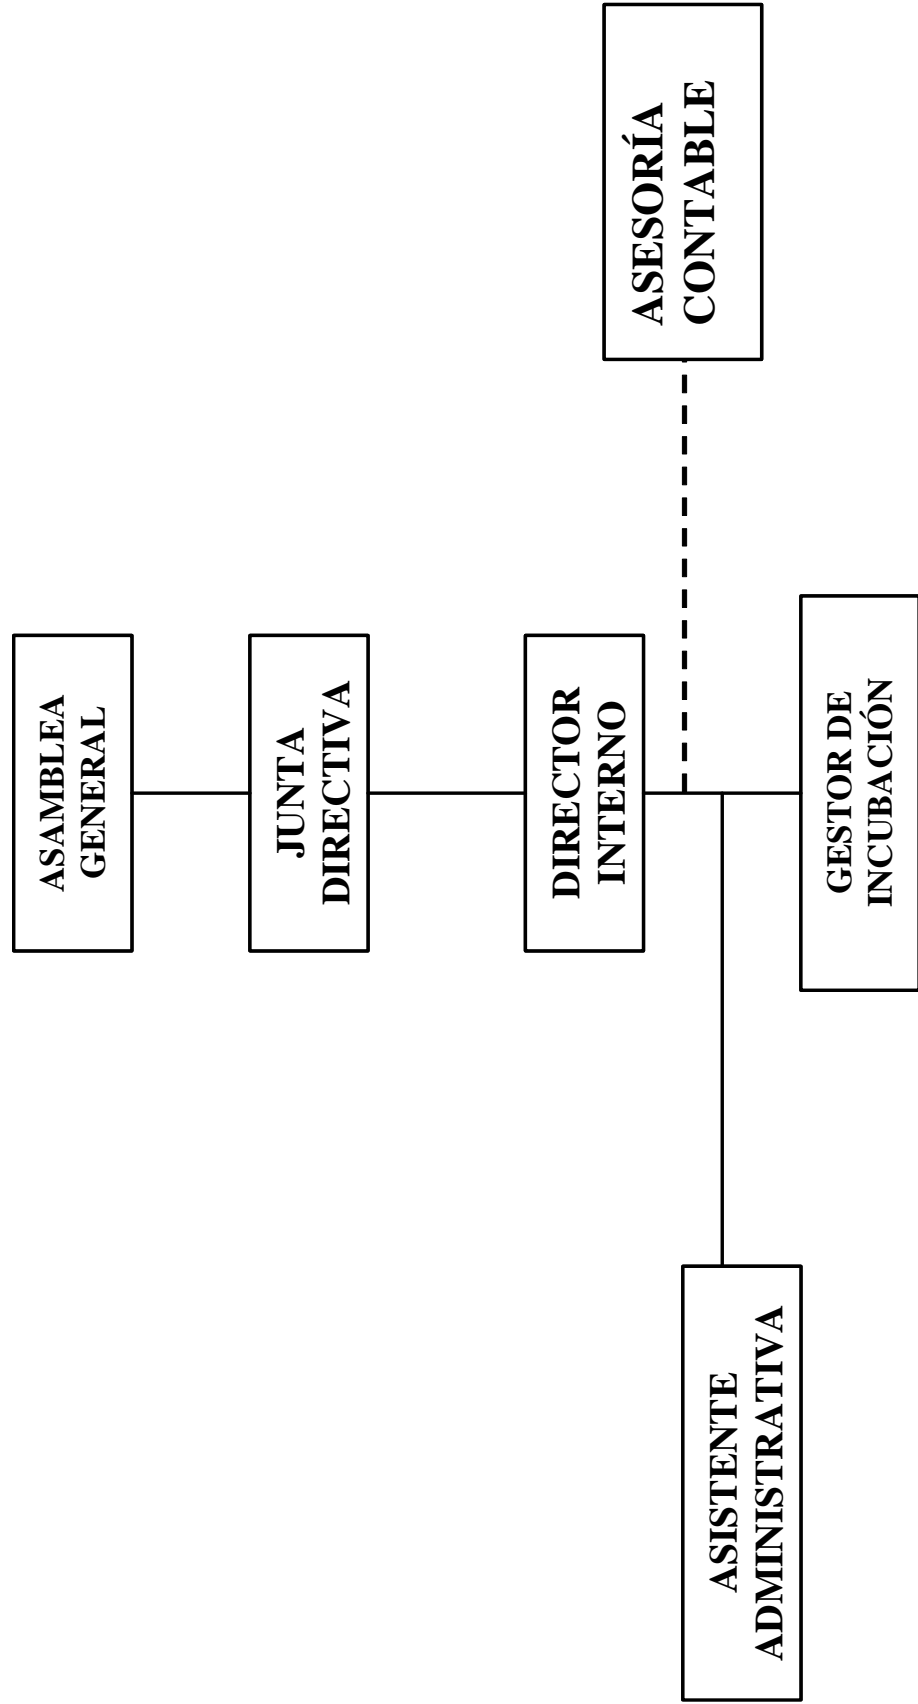 ASAMBLEA
GENERAL
JUNTA
DIRECTIVA
DIRECTOR
INTERNO
ASESORÍA
CONTABLE
ASISTENTE
ADMINISTRATIVA
GESTOR DE
INCUBACIÓN